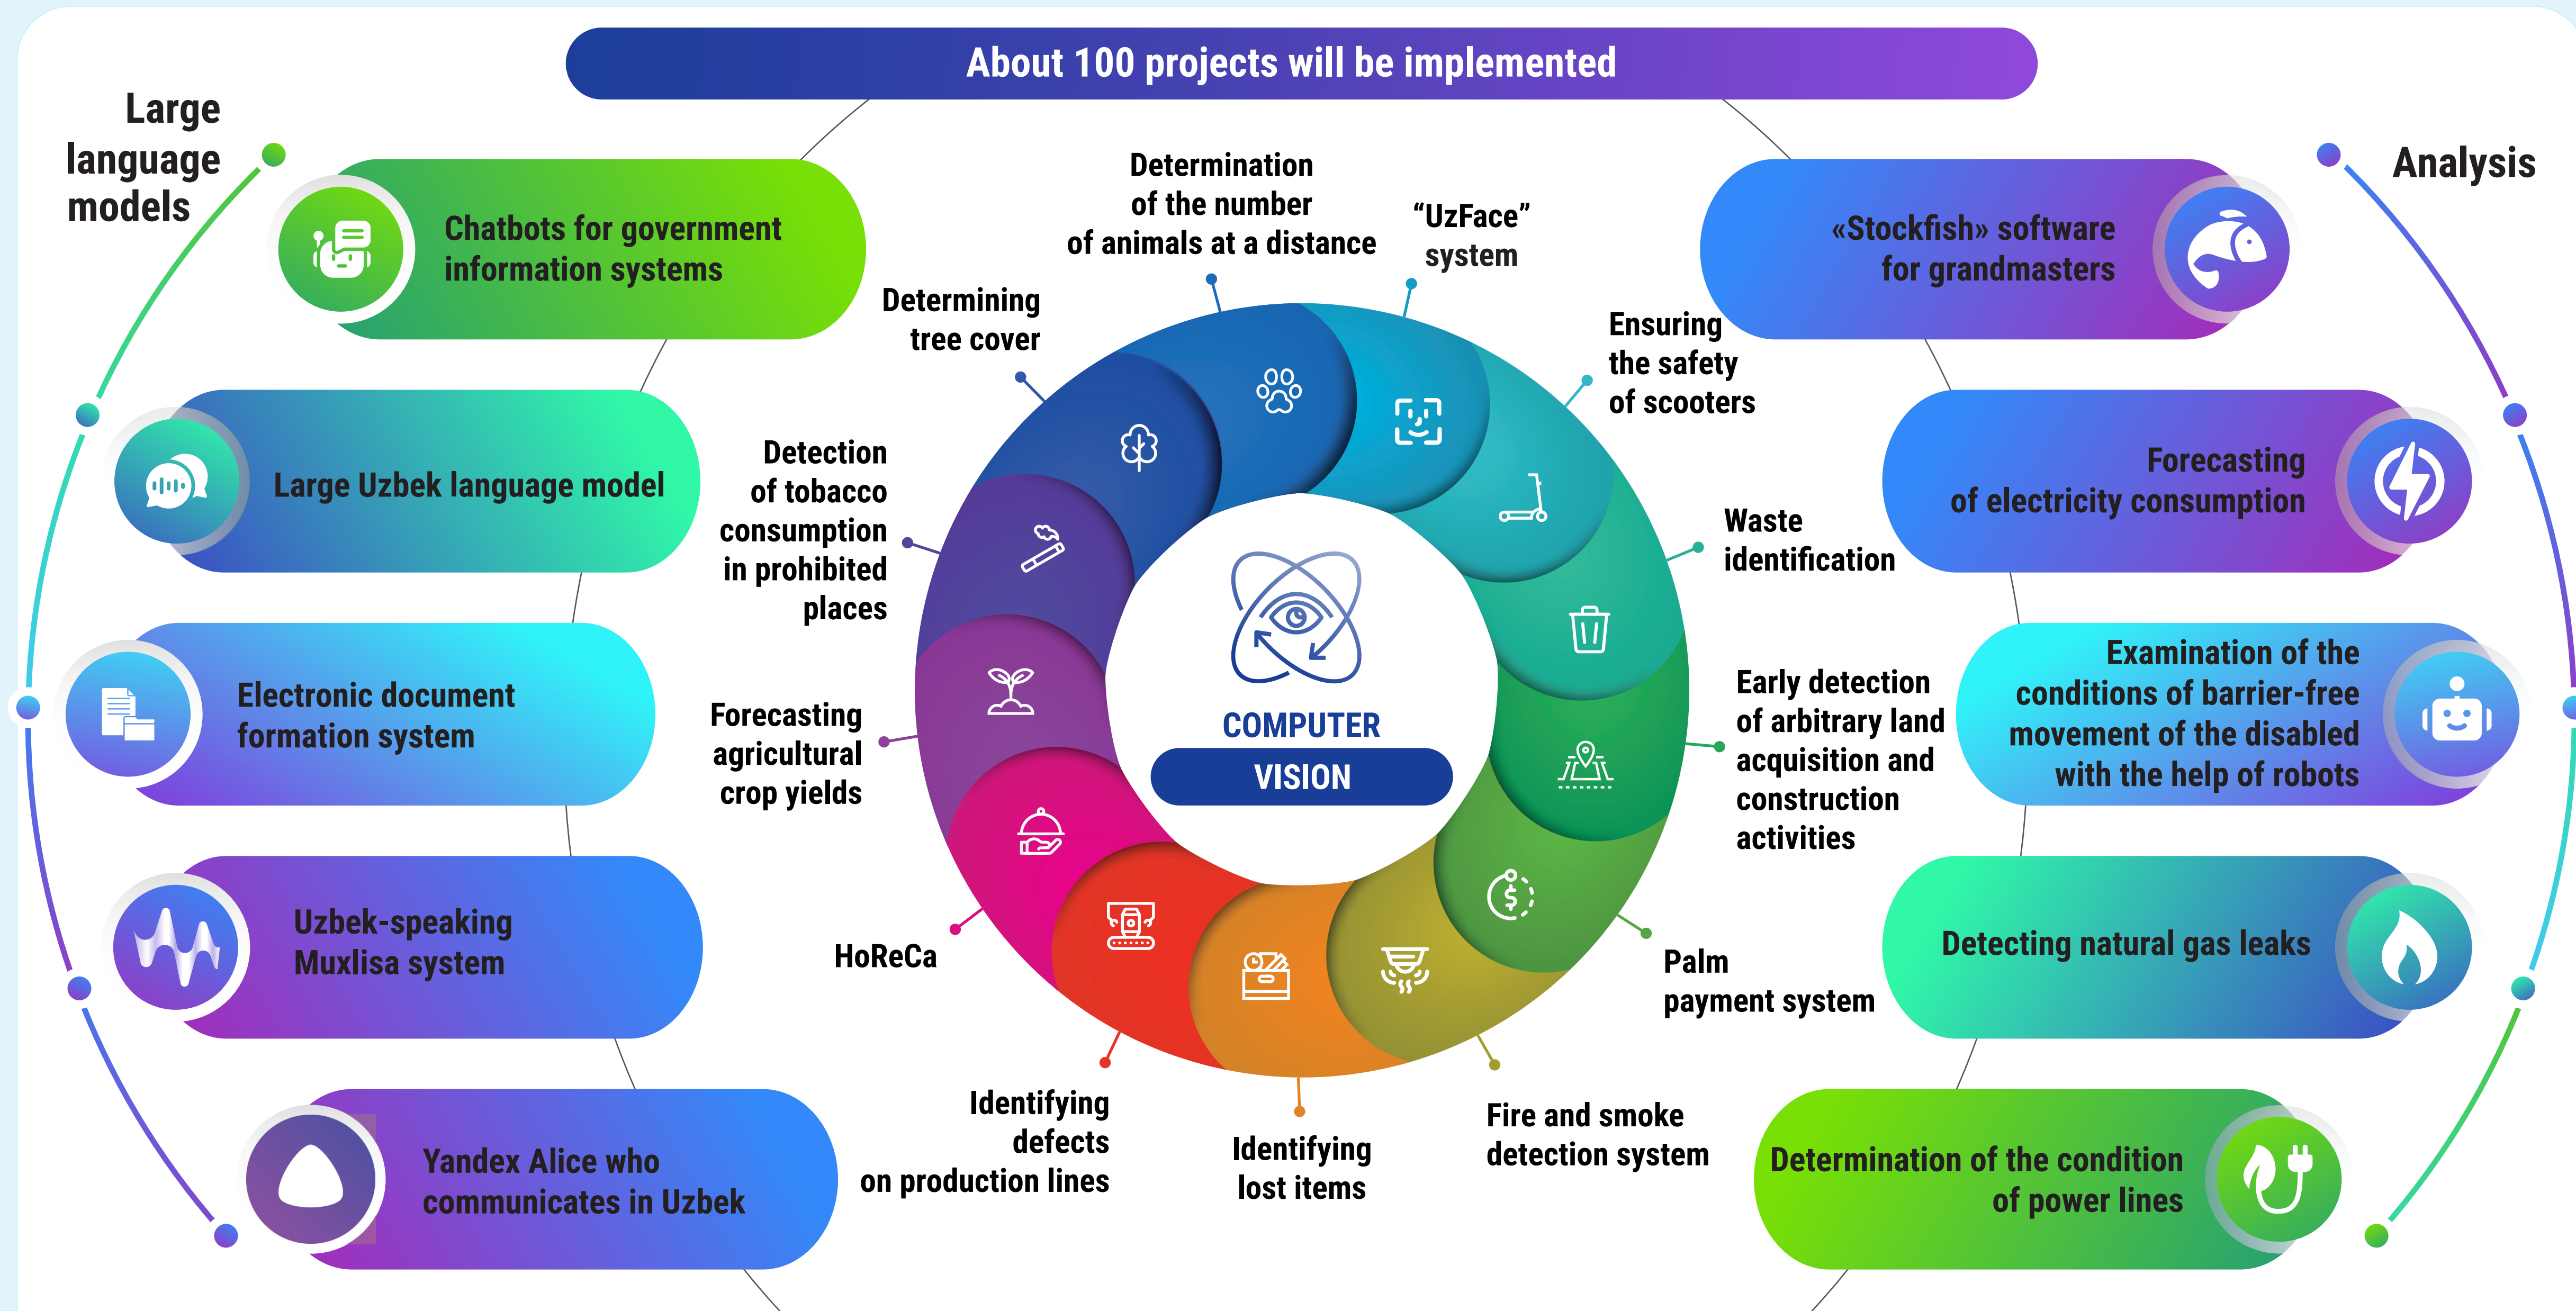 About 100 projects will be implemented
Large
language
models
Chatbots for government
information systems
Large Uzbek language model
Electronic document
formation system
Uzbek-speaking
Muxlisa system
Yandex Alice who
communicates in Uzbek
Determination
of the number
of animals at a distance
“UzFace”
system
Ensuring
the safety
of scooters
Waste
identification
Early detection
of arbitrary land
acquisition and
construction
activities
Palm
payment system
Fire and smoke
detection system
Identifying
lost items
Identifying
defects
on production lines
HoReCa
Forecasting
agricultural
crop yields
Detection
of tobacco
consumption
in prohibited
places
Determining
tree cover
COMPUTER
VISION
Analysis
«Stockfish» software
for grandmasters
Forecasting
of electricity consumption
Examination of the
conditions of barrier-free
movement of the disabled
with the help of robots
Detecting natural gas leaks
Determination of the condition
of power lines